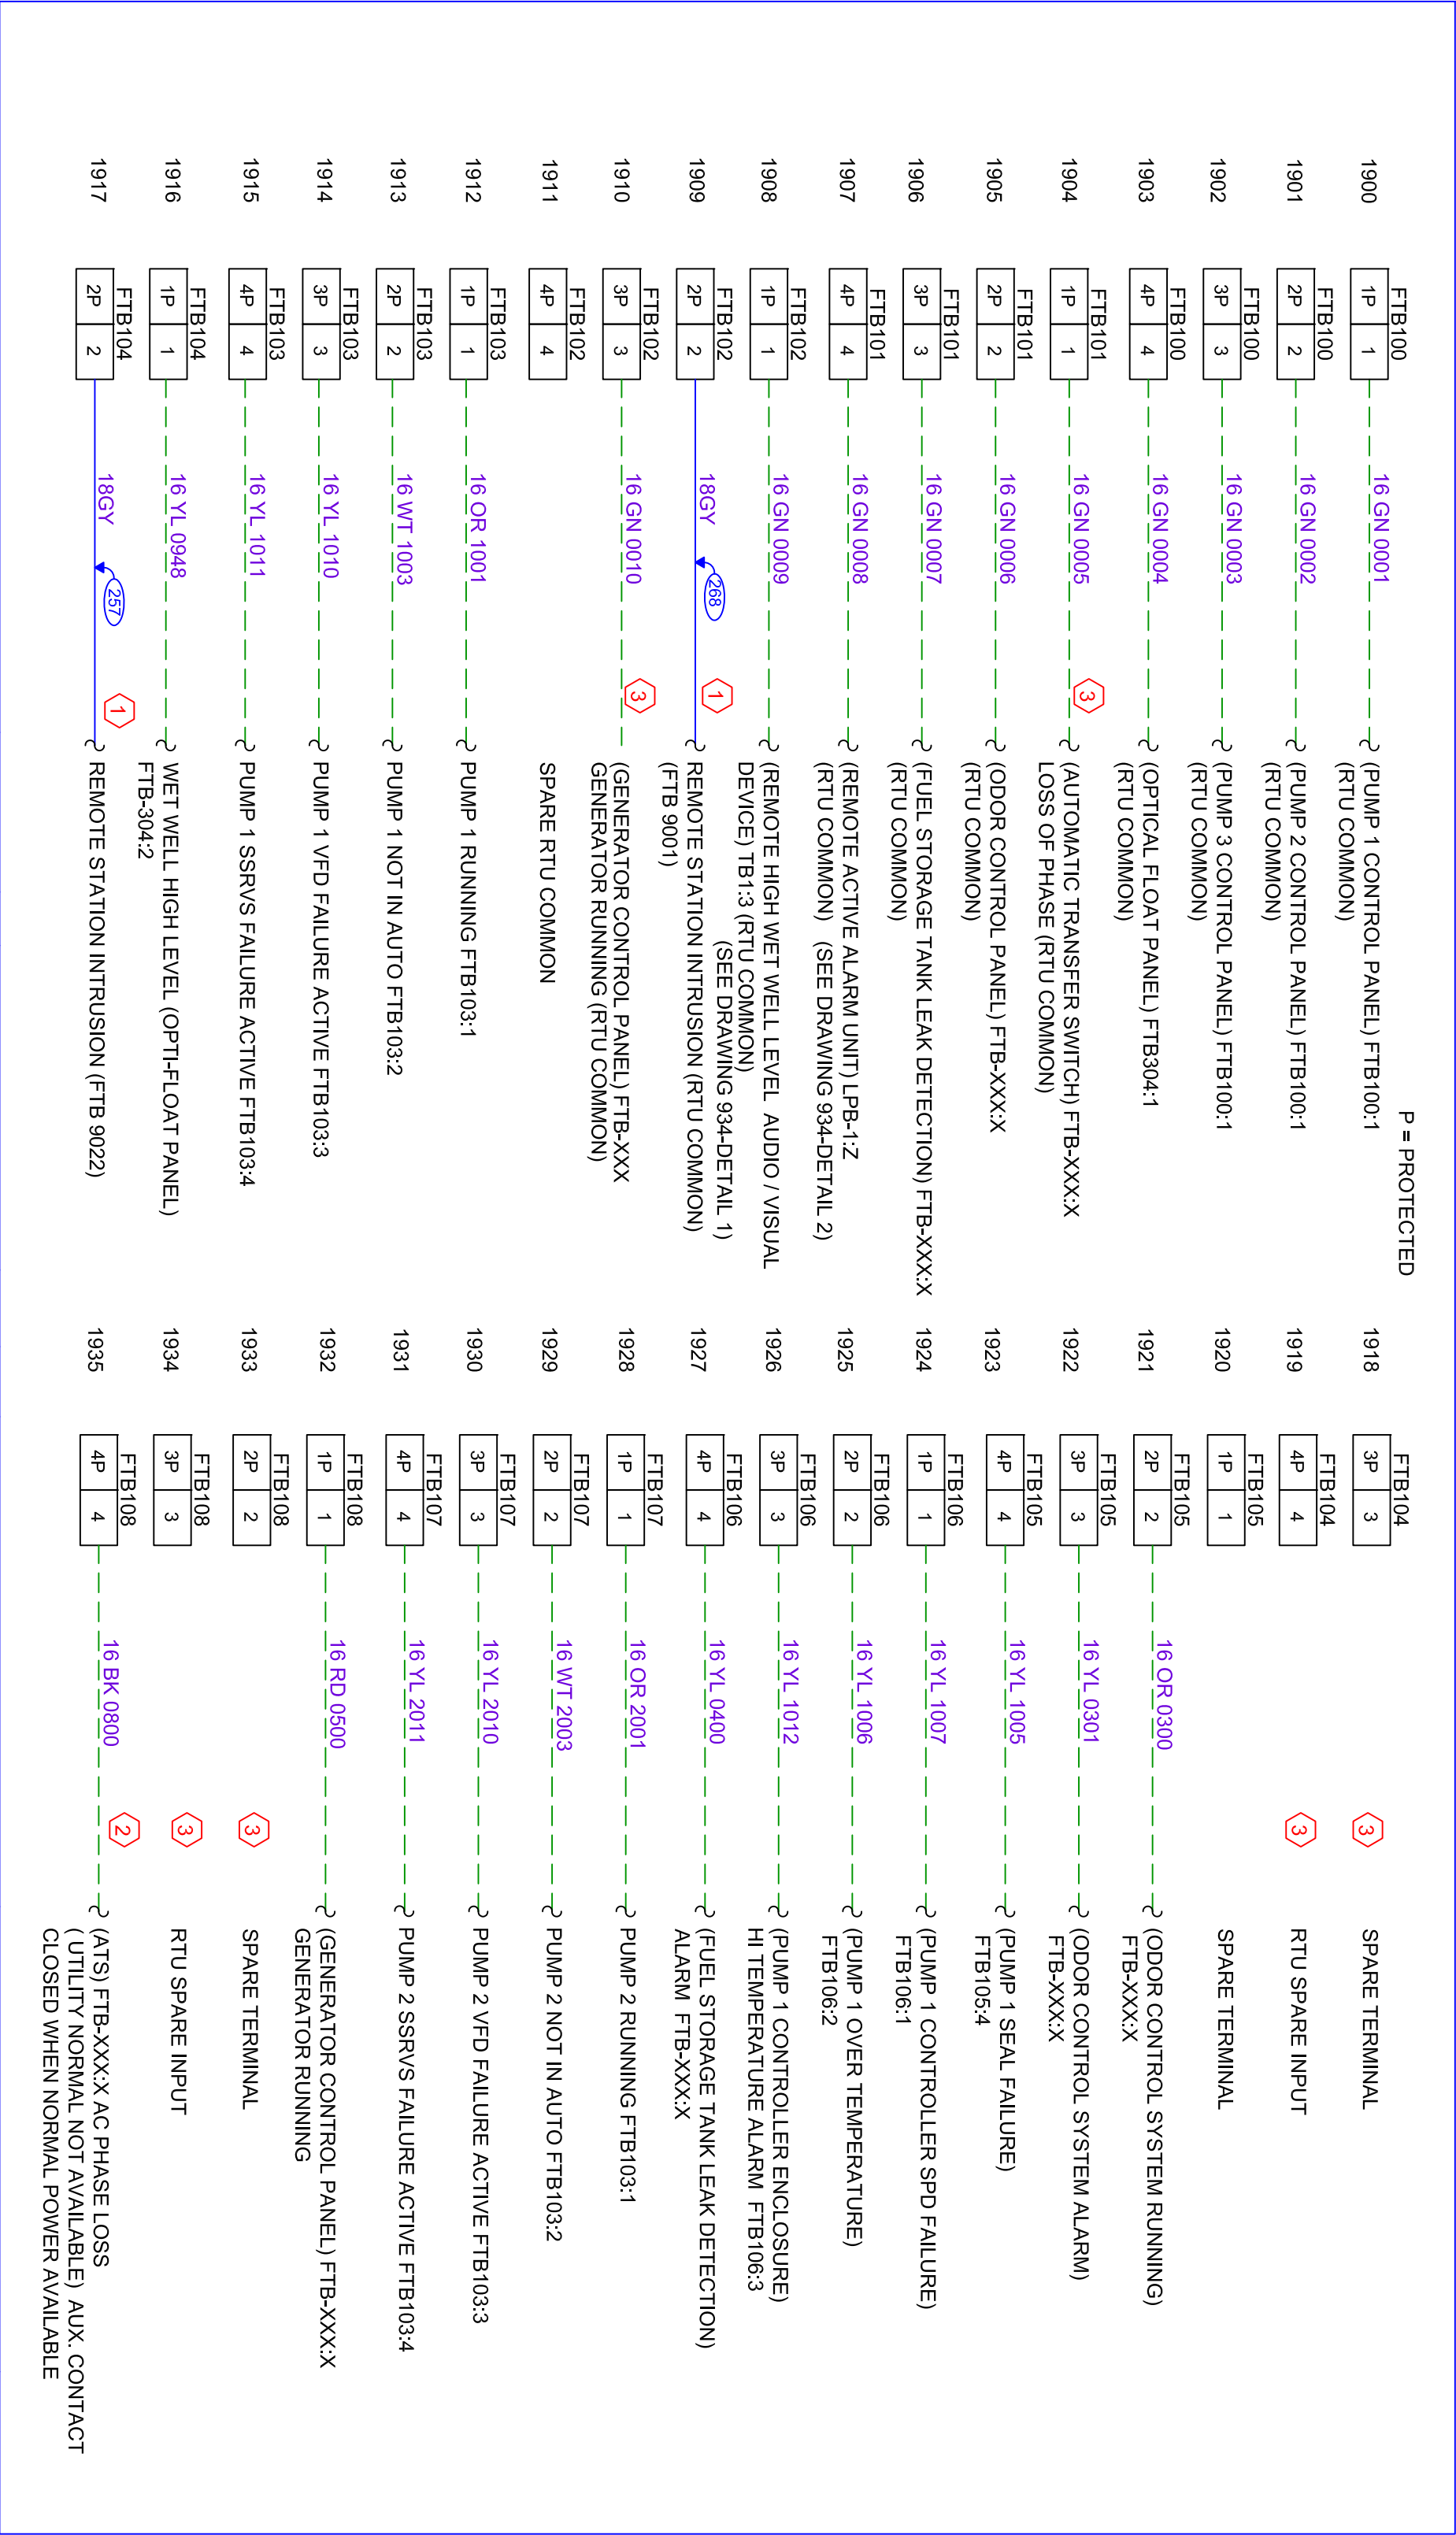 P = PROTECTED
1900
FTB100
1P 1
16 GN 0001
(PUMP 1 CONTROL PANEL) FTB100:1
(RTU COMMON)
1901
FTB100
2P 2
16 GN 0002
(PUMP 2 CONTROL PANEL) FTB100:1
(RTU COMMON)
1902
FTB100
3P 3
16 GN 0003
(PUMP 3 CONTROL PANEL) FTB100:1
(RTU COMMON)
1903
FTB100
4P 4
16 GN 0004
(OPTICAL FLOAT PANEL) FTB304:1
(RTU COMMON)
1904
FTB101
1P 1
16 GN 0005
3
(AUTOMATIC TRANSFER SWITCH) FTB-XXX:X
LOSS OF PHASE (RTU COMMON)
1905
FTB101
2P 2
16 GN 0006
(ODOR CONTROL PANEL) FTB-XXX:X
(RTU COMMON)
1906
FTB101
3P 3
16 GN 0007
(FUEL STORAGE TANK LEAK DETECTION) FTB-XXX:X
(RTU COMMON)
1907
FTB101
4P 4
16 GN 0008
(REMOTE ACTIVE ALARM UNIT) LPB-1:Z
(RTU COMMON) (SEE DRAWING 934-DETAIL 2)
1908
FTB102
1P 1
16 GN 0009
(REMOTE HIGH WET WELL LEVEL AUDIO / VISUAL
DEVICE) TB1:3 (RTU COMMON)
(SEE DRAWING 934-DETAIL 1)
1909
FTB102
2P 2
18GY
268
1
REMOTE STATION INTRUSION (RTU COMMON)
(FTB 9001)
1910
FTB102
3P 3
16 GN 0010
3
(GENERATOR CONTROL PANEL) FTB-XXX
GENERATOR RUNNING (RTU COMMON)
1911
FTB102
4P 4
SPARE RTU COMMON
1912
FTB103
1P 1
16 OR 1001
PUMP 1 RUNNING FTB103:1
1913
FTB103
2P 2
16 WT 1003
PUMP 1 NOT IN AUTO FTB103:2
1914
FTB103
3P 3
16 YL 1010
PUMP 1 VFD FAILURE ACTIVE FTB103:3
1915
FTB103
4P 4
16 YL 1011
PUMP 1 SSRVS FAILURE ACTIVE FTB103:4
1916
FTB104
1P 1
16 YL 0948
WET WELL HIGH LEVEL (OPTI-FLOAT PANEL)
FTB-304:2
1917
FTB104
2P 2
18GY
257
1
REMOTE STATION INTRUSION (FTB 9022)
1918
FTB104
3P 3
3
SPARE TERMINAL
1919
FTB104
4P 4
3
RTU SPARE INPUT
1920
FTB105
1P 1
SPARE TERMINAL
1921
FTB105
2P 2
16 OR 0300
(ODOR CONTROL SYSTEM RUNNING)
FTB-XXX:X
1922
FTB105
3P 3
16 YL 0301
(ODOR CONTROL SYSTEM ALARM)
FTB-XXX:X
1923
FTB105
4P 4
16 YL 1005
(PUMP 1 SEAL FAILURE)
FTB105:4
1924
FTB106
1P 1
16 YL 1007
(PUMP 1 CONTROLLER SPD FAILURE)
FTB106:1
1925
FTB106
2P 2
16 YL 1006
(PUMP 1 OVER TEMPERATURE)
FTB106:2
1926
FTB106
3P 3
16 YL 1012
(PUMP 1 CONTROLLER ENCLOSURE)
HI TEMPERATURE ALARM FTB106:3
1927
FTB106
4P 4
16 YL 0400
(FUEL STORAGE TANK LEAK DETECTION)
ALARM FTB-XXX:X
1928
FTB107
1P 1
16 OR 2001
PUMP 2 RUNNING FTB103:1
1929
FTB107
2P 2
16 WT 2003
PUMP 2 NOT IN AUTO FTB103:2
1930
FTB107
3P 3
16 YL 2010
PUMP 2 VFD FAILURE ACTIVE FTB103:3
1931
FTB107
4P 4
16 YL 2011
PUMP 2 SSRVS FAILURE ACTIVE FTB103:4
1932
FTB108
1P 1
16 RD 0500
(GENERATOR CONTROL PANEL) FTB-XXX:X
GENERATOR RUNNING
1933
FTB108
2P 2
3
SPARE TERMINAL
1934
FTB108
3P 3
3
RTU SPARE INPUT
1935
FTB108
4P 4
16 BK 0800
2
(ATS) FTB-XXX:X AC PHASE LOSS
( UTILITY NORMAL NOT AVAILABLE) AUX. CONTACT
CLOSED WHEN NORMAL POWER AVAILABLE